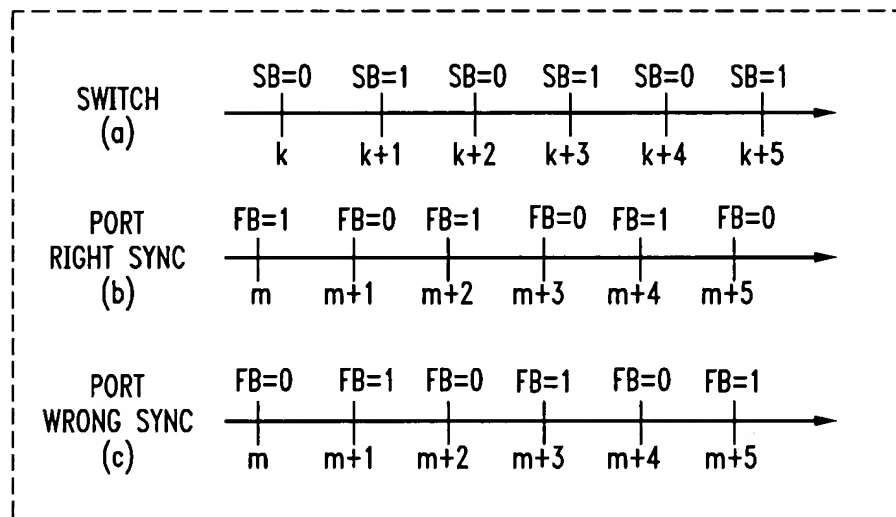 SB=0 SB=1 SB=0 SB=1 SB=0 SB=1
SWITCH
(a)
k k+1 k+2 k+3 k+4 k+5
PORT
RIGHT SYNC
(b)
FB=1 FB=0 FB=1 FB=0 FB=1 FB=0
m m+1 m+2 m+3 m+4 m+5
PORT
WRONG SYNC
(c)
FB=0 FB=1 FB=0 FB=1 FB=0 FB=1
m m+1 m+2 m+3 m+4 m+5